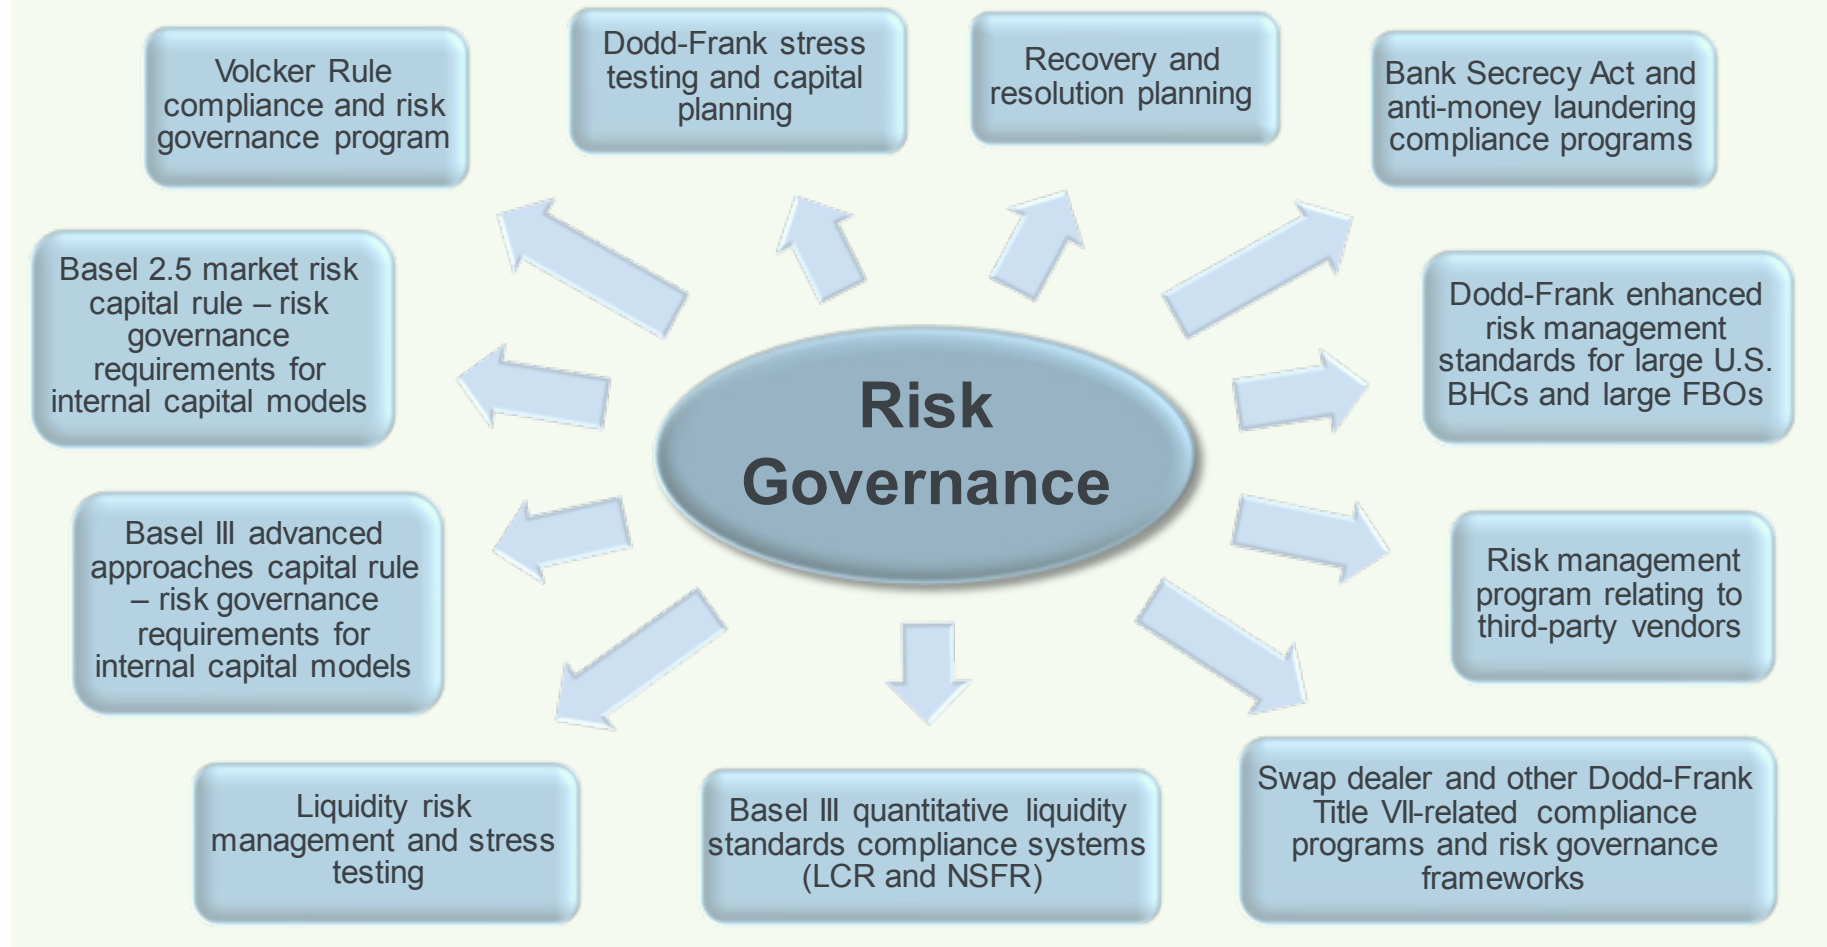 Volcker Rule
compliance and risk
governance program
Dodd-Frank stress
testing and capital
planning
Recovery and
resolution planning
Bank Secrecy Act and
anti-money laundering
compliance programs
Basel 2.5 market risk
capital rule – risk
governance
requirements for
internal capital models
Dodd-Frank enhanced
risk management
standards for large U.S.
BHCs and large FBOs
Risk
Governance
Basel III advanced
approaches capital rule
– risk governance
requirements for
internal capital models
Risk management
program relating to
third-party vendors
Liquidity risk
management and stress
testing
Basel III quantitative liquidity
standards compliance systems
(LCR and NSFR)
Swap dealer and other Dodd-Frank
Title VII-related compliance
programs and risk governance
frameworks